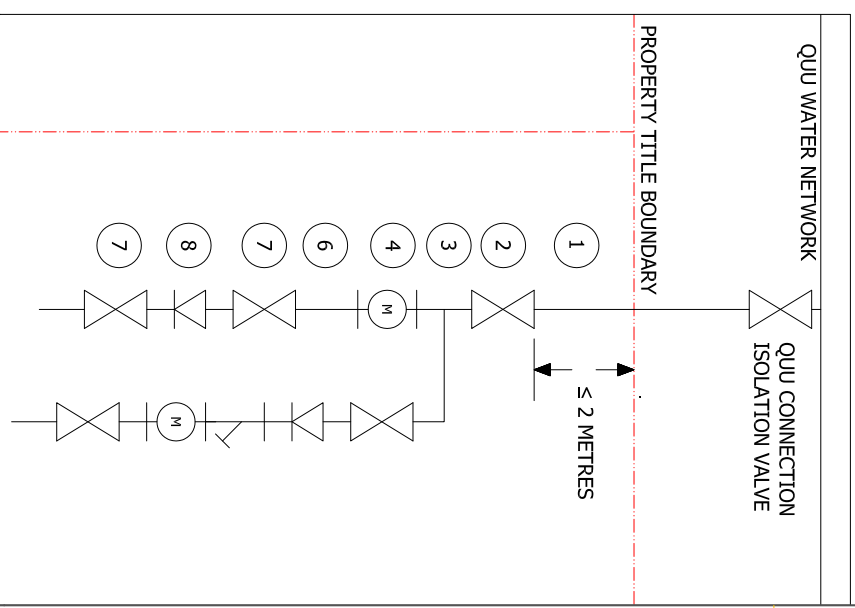 QUU WATER NETWORK
QUU CONNECTION
ISOLATION VALVE
PROPERTY TITLE BOUNDARY
≤ 2 METRES
1
2
3
4
6
7
8
7
M
M